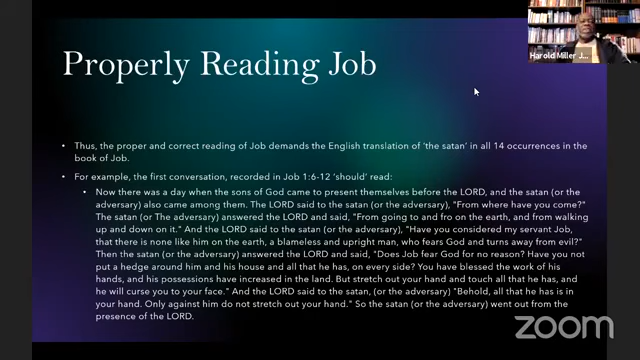 Properly Reading Job
Harold Miller J...
• Thus, the proper and correct reading of Job demands the English translation of 'the satan' in all 14 occurrences in the
book of Job.
• For example, the first conversation, recorded in Job 1:6-12 'should' read:
• Now there was a day when the sons of God came to present themselves before the LORD, and the satan (or the
adversary) also came among them. The LORD said to the satan (or the adversary), "From where have you come?"
The satan (or The adversary) answered the LORD and said, "From going to and fro on the earth, and from walking
up and down on it." And the LORD said to the satan (or the adversary), "Have you considered my servant Job,
that there is none like him on the earth, a blameless and upright man, who fears God and turns away from evil?"
Then the satan (or the adversary) answered the LORD and said, "Does Job fear God for no reason? Have you not
put a hedge around him and his house and all that he has, on every side? You have blessed the work of his
hands, and his possessions have increased in the land. But stretch out your hand and touch all that he has, and
he will curse you to your face." And the LORD said to the satan, (or the adversary) "Behold, all that he has is in
your hand. Only against him do not stretch out your hand." So the satan (or the adversary) went out from the
presence of the LORD.
zoom